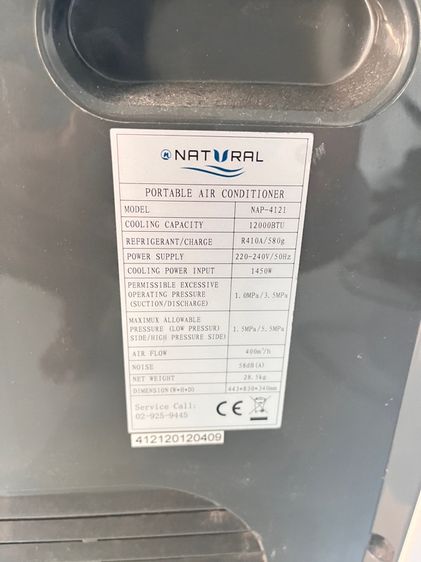 NATURAL
PORTABLE AIR CONDITIONER
MODEL NAP-4121
COOLING CAPACITY 12000BTU
REFRIGERANT/CHARGE R410A/580g
POWER SUPPLY 220-240V/50Hz
COOLING POWER INPUT 1450W
PERMISSIBLE EXCESSIVE
OPERATING PRESSURE 1.0MPa/3.5MPa
(SUCTION/DISCHARGE)
MAXIMUX ALLOWABLE
PRESSURE (LOW PRESSUR) 1.5MPa/5.5MPa
SIDE/HIGH PRESSURE SIDE)
AIR FLOW 400m³/h
NOISE 58dB(A)
NET WEIGHT 28.5kg
DIMENSION(W*H*D) 443*830*340mm
Service Call:
02-925-9445
CE
412120120409